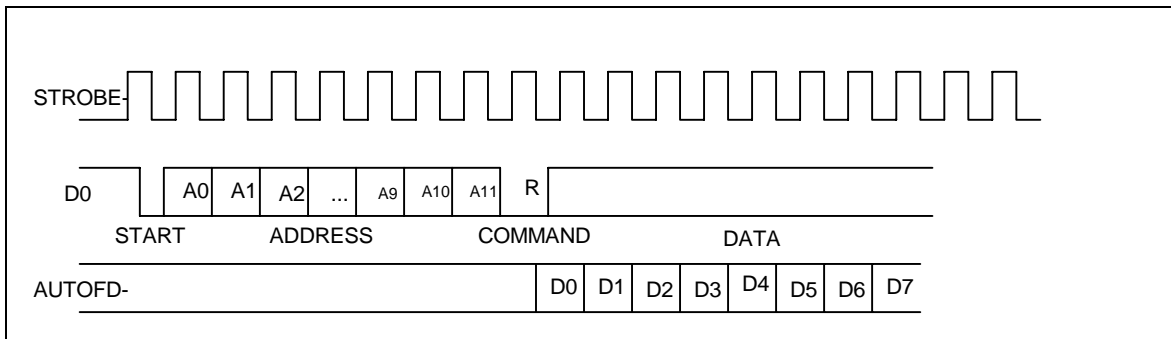 STROBE-
D0 A0 A1 A2 ... A9 A10 A11 R
START ADDRESS COMMAND DATA
AUTOFD- D0 D1 D2 D3 D4 D5 D6 D7